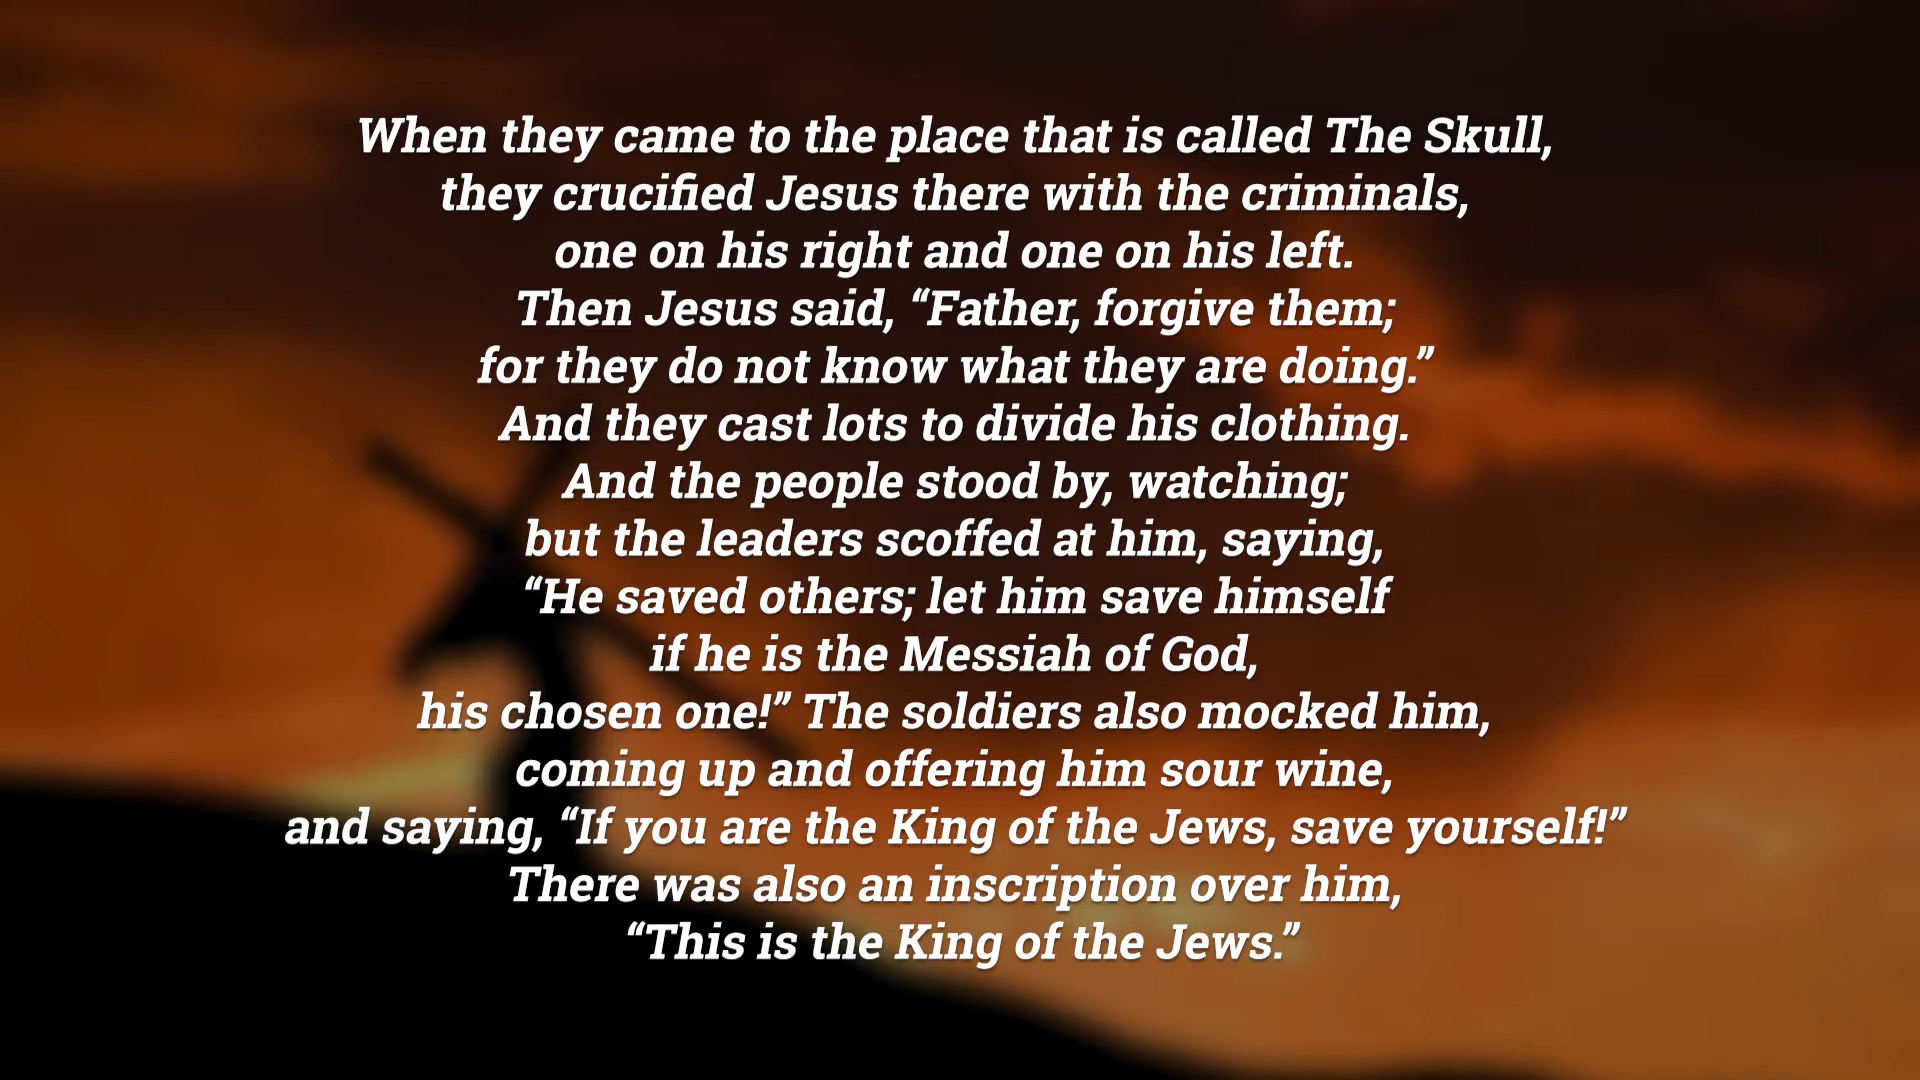 When they came to the place that is called The Skull,
they crucified Jesus there with the criminals,
one on his right and one on his left.
Then Jesus said, “Father, forgive them;
for they do not know what they are doing.”
And they cast lots to divide his clothing.
And the people stood by, watching;
but the leaders scoffed at him, saying,
“He saved others; let him save himself
if he is the Messiah of God,
his chosen one!” The soldiers also mocked him,
coming up and offering him sour wine,
and saying, “If you are the King of the Jews, save yourself!”
There was also an inscription over him,
“This is the King of the Jews.”